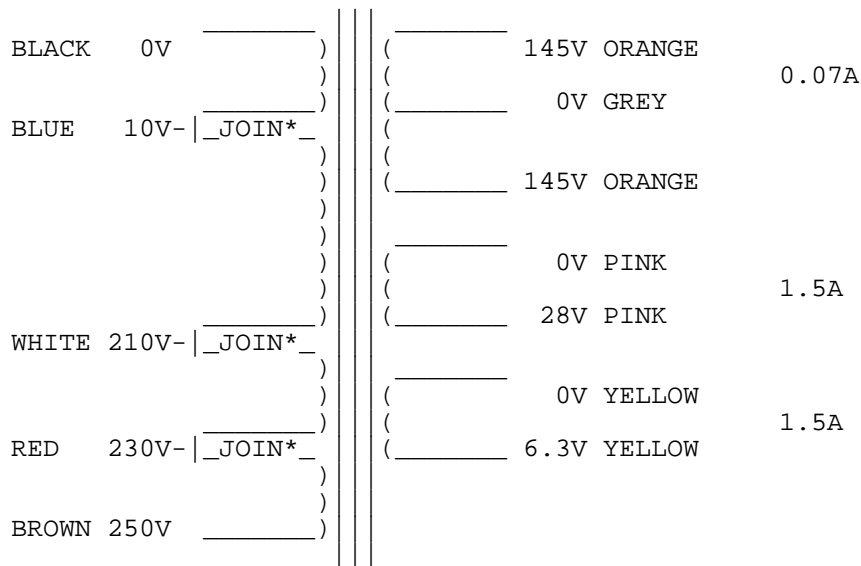 BLACK 0V 145V ORANGE
0.07A
0V GREY
BLUE 10V-|_JOIN*_
145V ORANGE
0V PINK
1.5A
28V PINK
WHITE 210V-|_JOIN*_
0V YELLOW
1.5A
RED 230V-|_JOIN*_ 6.3V YELLOW
BROWN 250V